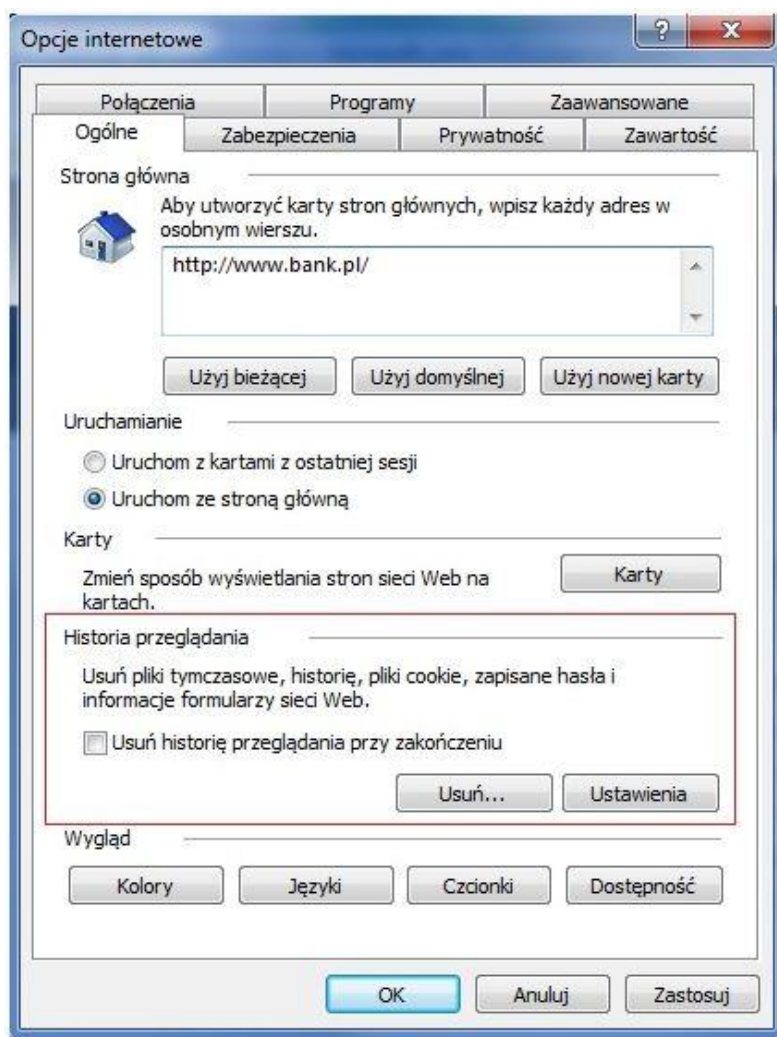 Opcje internetowe
?
X
Połączenia
Programy
Zaawansowane
Ogólne
Zabezpieczenia
Prywatność
Zawartość
Strona główna
Aby utworzyć karty stron głównych, wpisz każdy adres w
osobnym wierszu.
http://www.bank.pl/
Użyj bieżącej
Użyj domyślnej
Użyj nowej karty
Uruchamianie
Uruchom z kartami z ostatniej sesji
Uruchom ze stroną główną
Karty
Zmień sposób wyświetlania stron sieci Web na
kartach.
Karty
Historia przeglądania
Usuń pliki tymczasowe, historię, pliki cookie, zapisane hasła i
informacje formularzy sieci Web.
Usuń historię przeglądania przy zakończeniu
Usuń...
Ustawienia
Wygląd
Kolory
Języki
Czcionki
Dostępność
OK
Anuluj
Zastosuj